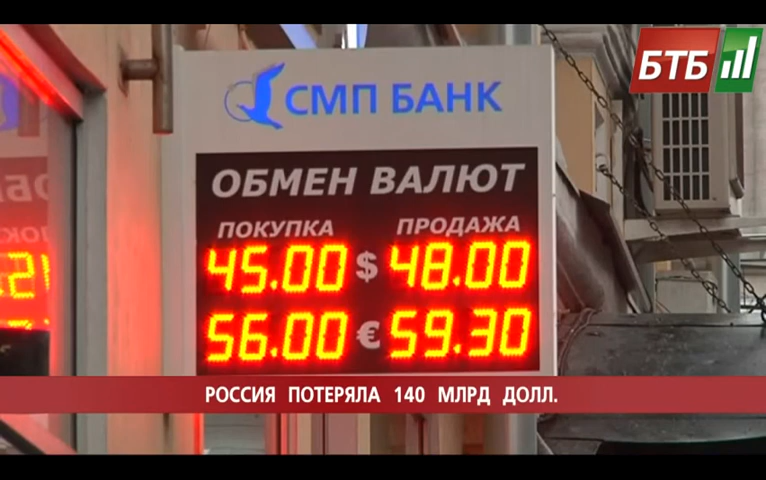 БТБ
СМП БАНК
ОБМЕН ВАЛЮТ
ПОКУПКА ПРОДАЖА
45.00 $ 48.00
56.00 € 59.30
РОССИЯ ПОТЕРЯЛА 140 МЛРД ДОЛЛ.